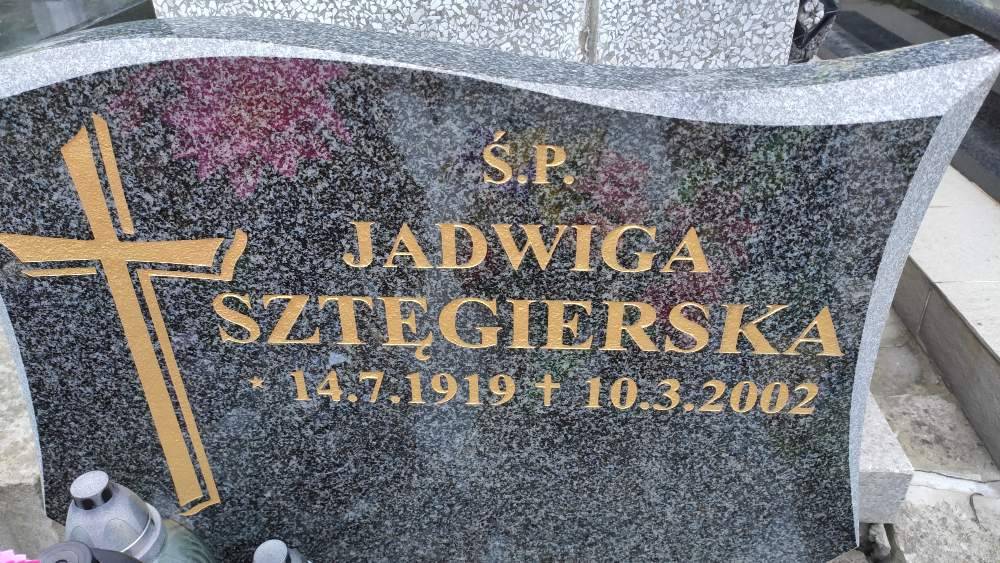 Ś.P.
JADWIGA
SZTĘGIERSKA
* 14.7.1919 ✝ 10.3.2002